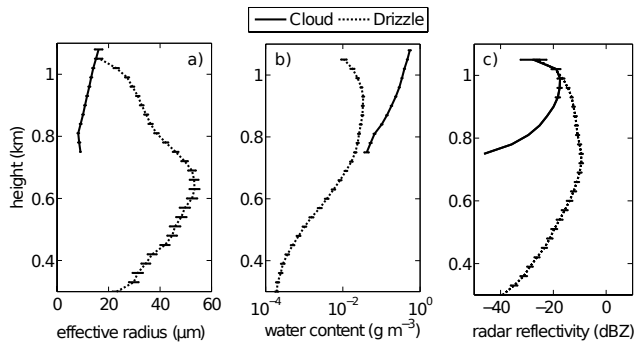 Cloud Drizzle
a) b) c)
height (km)
1
0.8
0.6
0.4
1
0.8
0.6
0.4
1
0.8
0.6
0.4
0 20 40 60
10⁻⁴ 10⁻² 10⁰
−40 −20 0
effective radius (μm)
water content (g m⁻³)
radar reflectivity (dBZ)